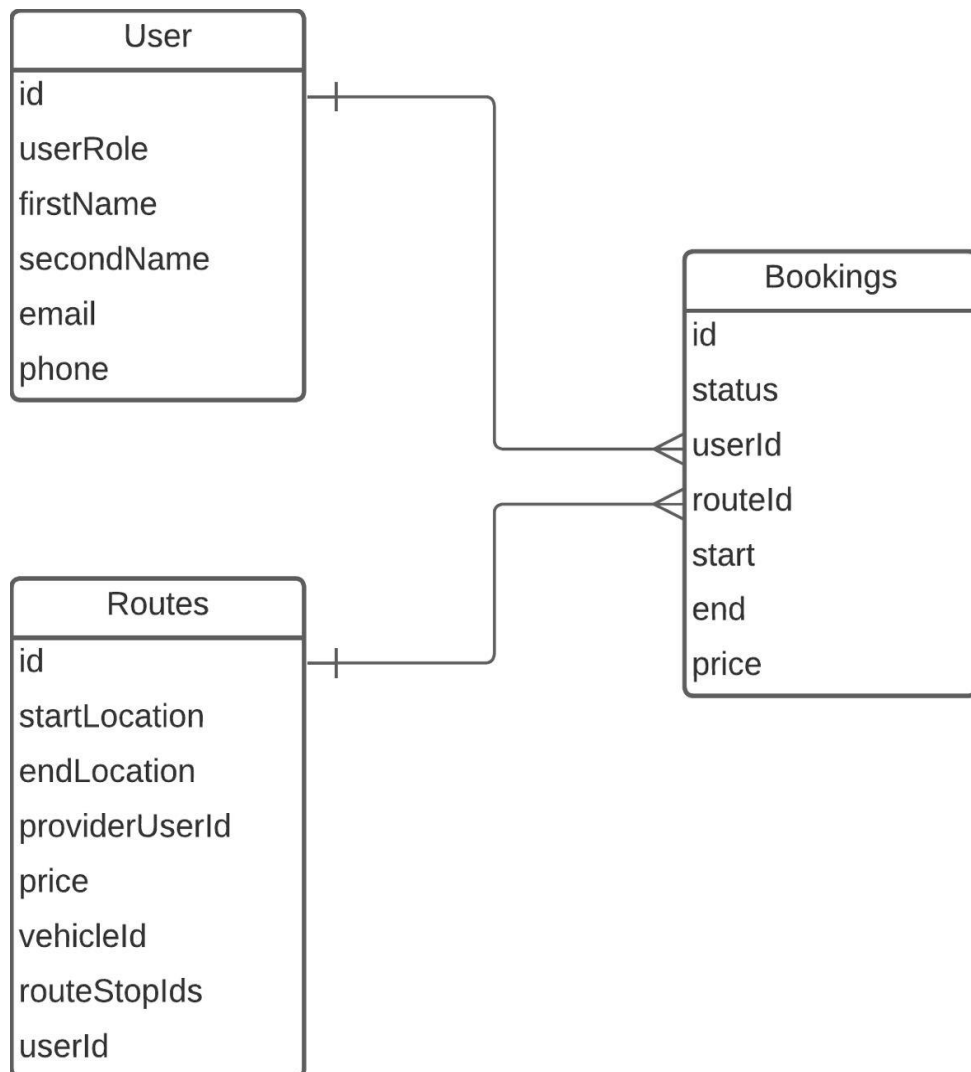 User
id
userRole
firstName
secondName
email
phone
Bookings
id
status
userId
routeId
start
end
price
Routes
id
startLocation
endLocation
providerUserId
price
vehicleId
routeStopIds
userId